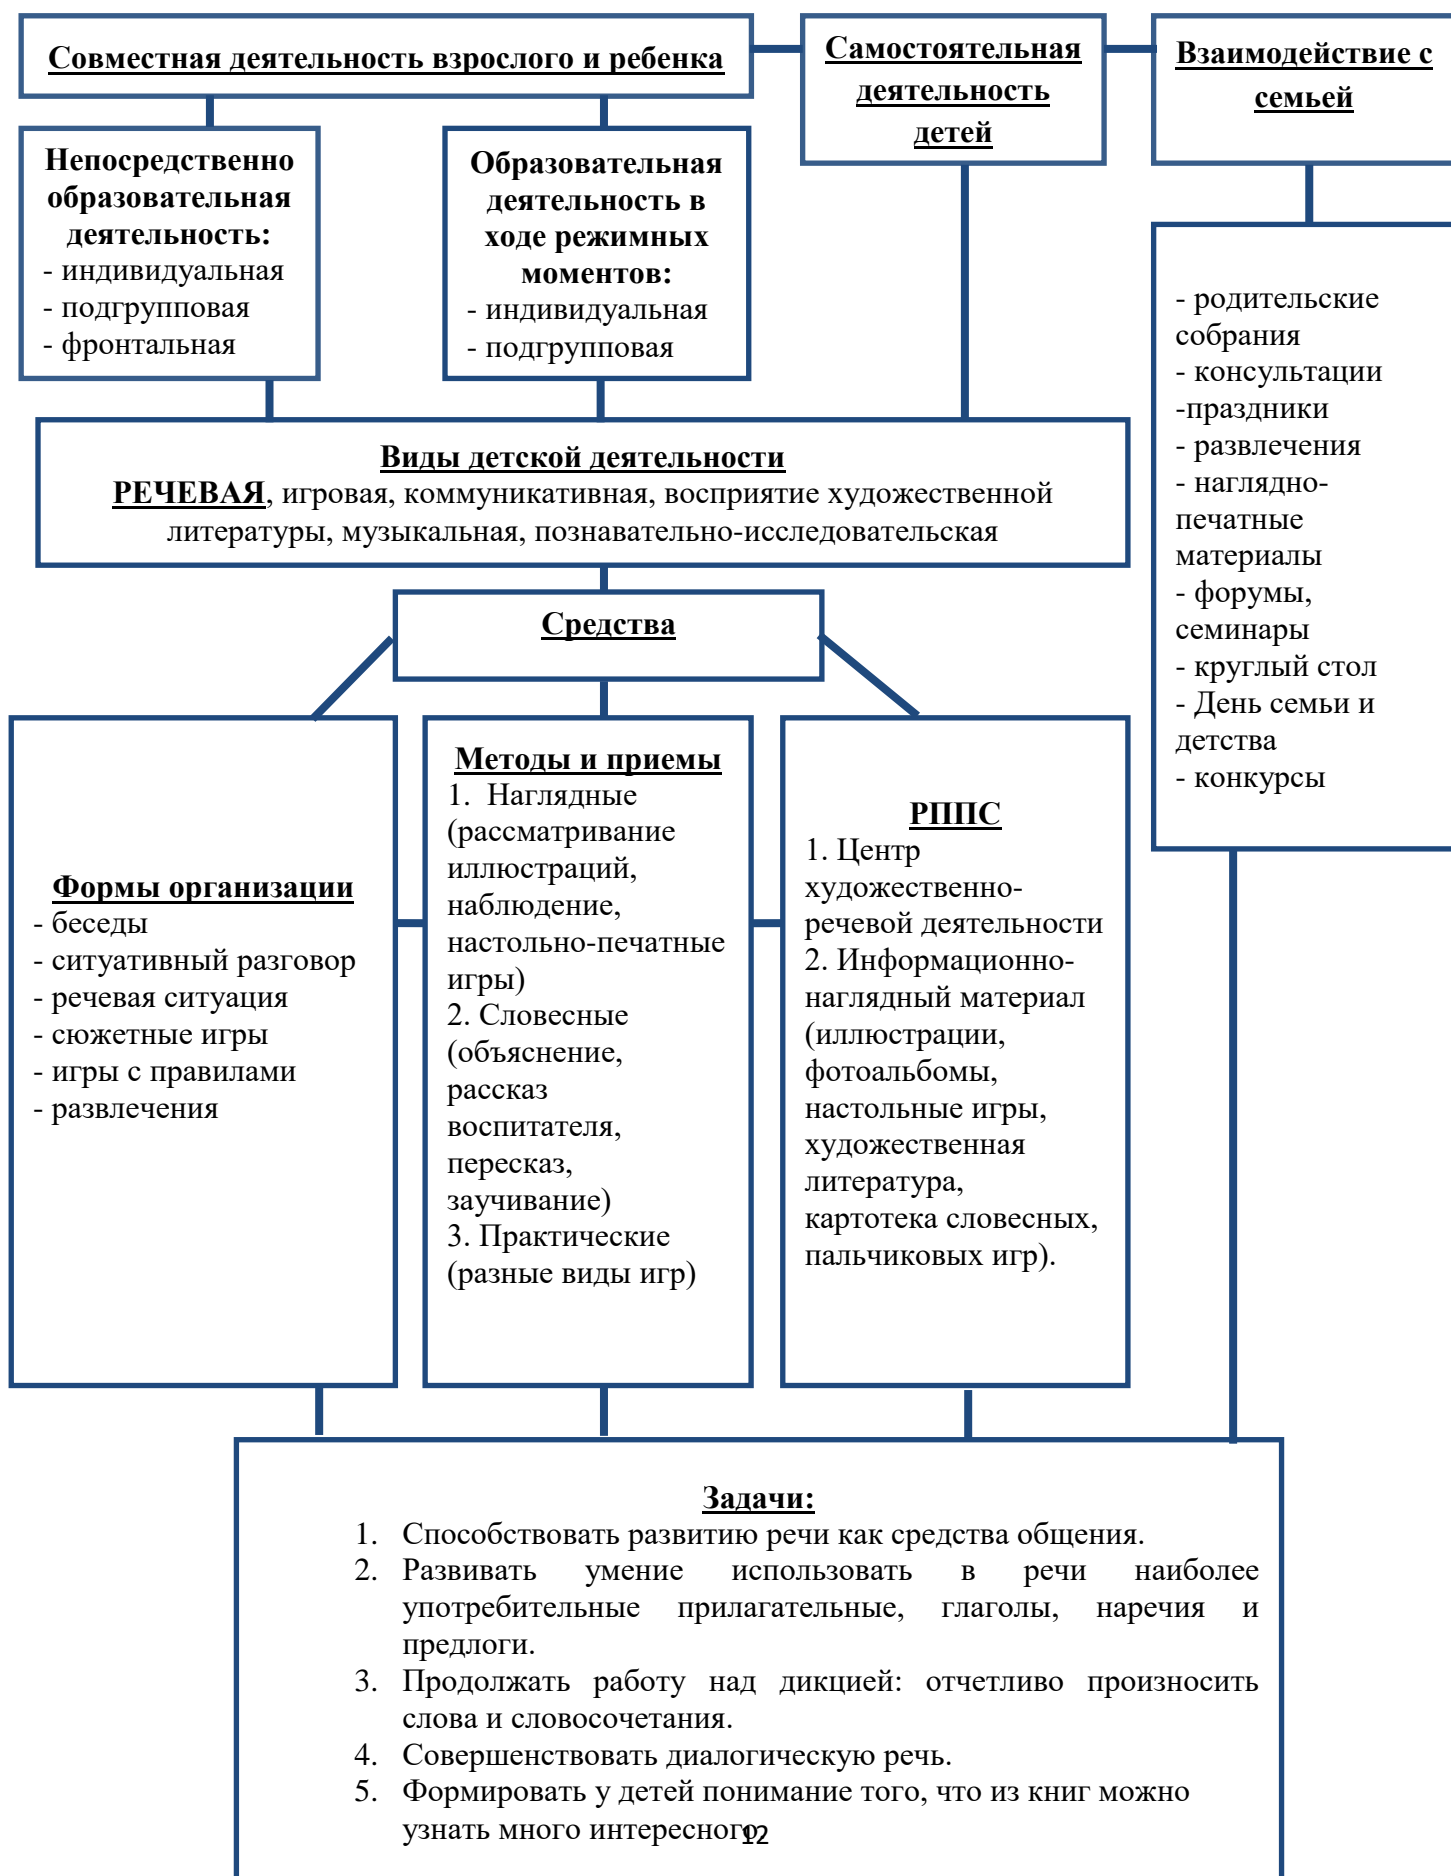 Совместная деятельность взрослого и ребенка
Самостоятельная
деятельность
детей
Взаимодействие с
семьей
Непосредственно
образовательная
деятельность:
- индивидуальная
- подгрупповая
- фронтальная
Образовательная
деятельность в
ходе режимных
моментов:
- индивидуальная
- подгрупповая
- родительские
собрания
- консультации
-праздники
- развлечения
- наглядно-
печатные
материалы
- форумы,
семинары
- круглый стол
- День семьи и
детства
- конкурсы
Виды детской деятельности
РЕЧЕВАЯ, игровая, коммуникативная, восприятие художественной
литературы, музыкальная, познавательно-исследовательская
Средства
Формы организации
- беседы
- ситуативный разговор
- речевая ситуация
- сюжетные игры
- игры с правилами
- развлечения
Методы и приемы
1. Наглядные
(рассматривание
иллюстраций,
наблюдение,
настольно-печатные
игры)
2. Словесные
(объяснение,
рассказ
воспитателя,
пересказ,
заучивание)
3. Практические
(разные виды игр)
РППС
1. Центр
художественно-
речевой деятельности
2. Информационно-
наглядный материал
(иллюстрации,
фотоальбомы,
настольные игры,
художественная
литература,
картотека словесных,
пальчиковых игр).
Задачи:
1. Способствовать развитию речи как средства общения.
2. Развивать умение использовать в речи наиболее
употребительные прилагательные, глаголы, наречия и
предлоги.
3. Продолжать работу над дикцией: отчетливо произносить
слова и словосочетания.
4. Совершенствовать диалогическую речь.
5. Формировать у детей понимание того, что из книг можно
узнать много интересного.
12